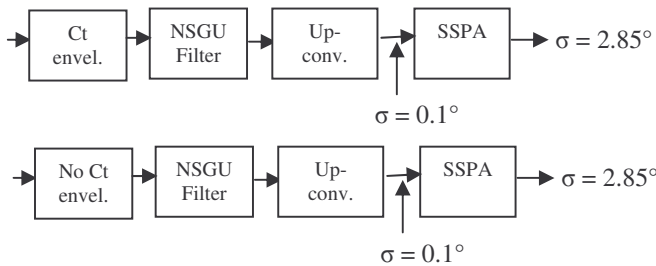 Ct envel.
NSGU Filter
Up-conv.
SSPA
σ = 2.85°
σ = 0.1°
No Ct envel.
NSGU Filter
Up-conv.
SSPA
σ = 2.85°
σ = 0.1°